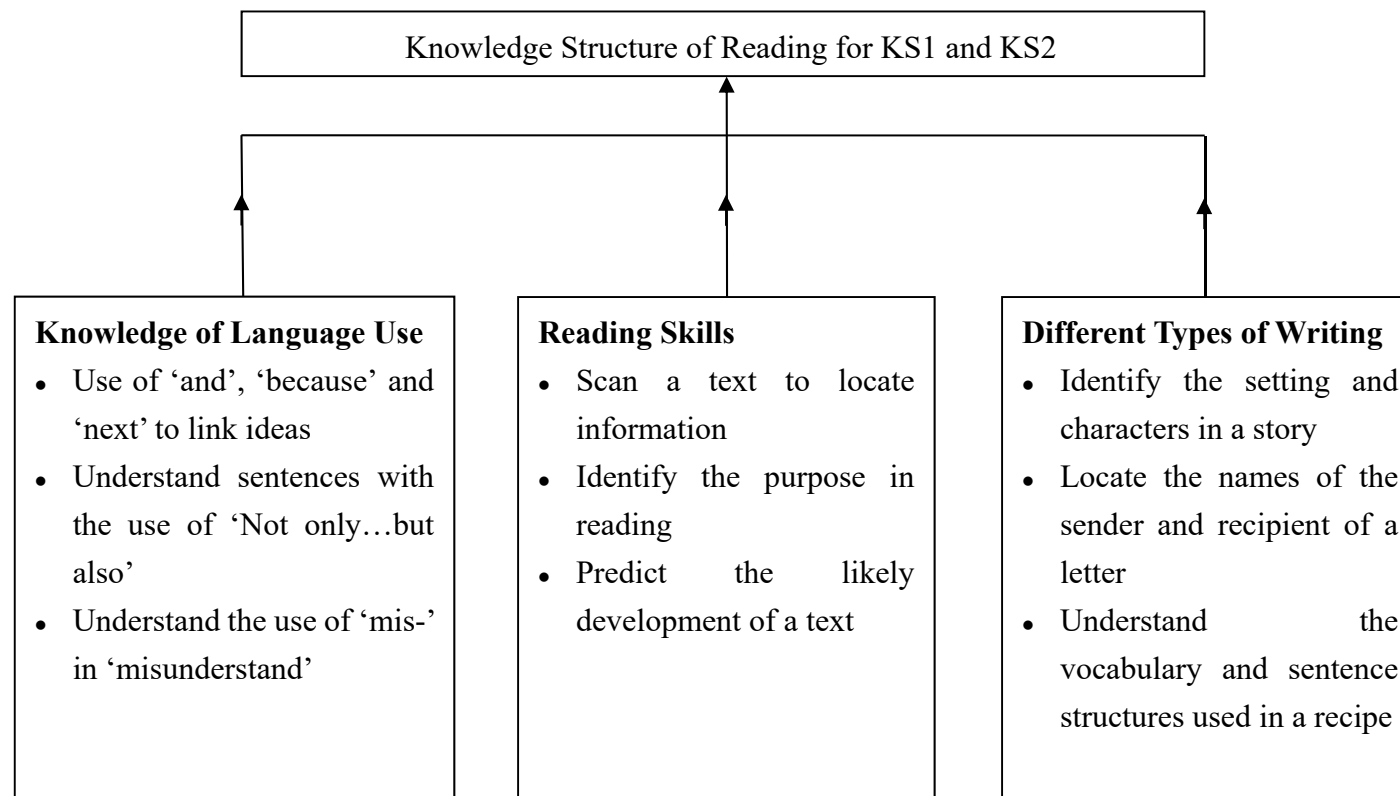 Knowledge Structure of Reading for KS1 and KS2
Knowledge of Language Use
• Use of ‘and’, ‘because’ and
‘next’ to link ideas
• Understand sentences with
the use of ‘Not only…but
also’
• Understand the use of ‘mis-’
in ‘misunderstand’
Reading Skills
• Scan a text to locate
information
• Identify the purpose in
reading
• Predict the likely
development of a text
Different Types of Writing
• Identify the setting and
characters in a story
• Locate the names of the
sender and recipient of a
letter
• Understand the
vocabulary and sentence
structures used in a recipe